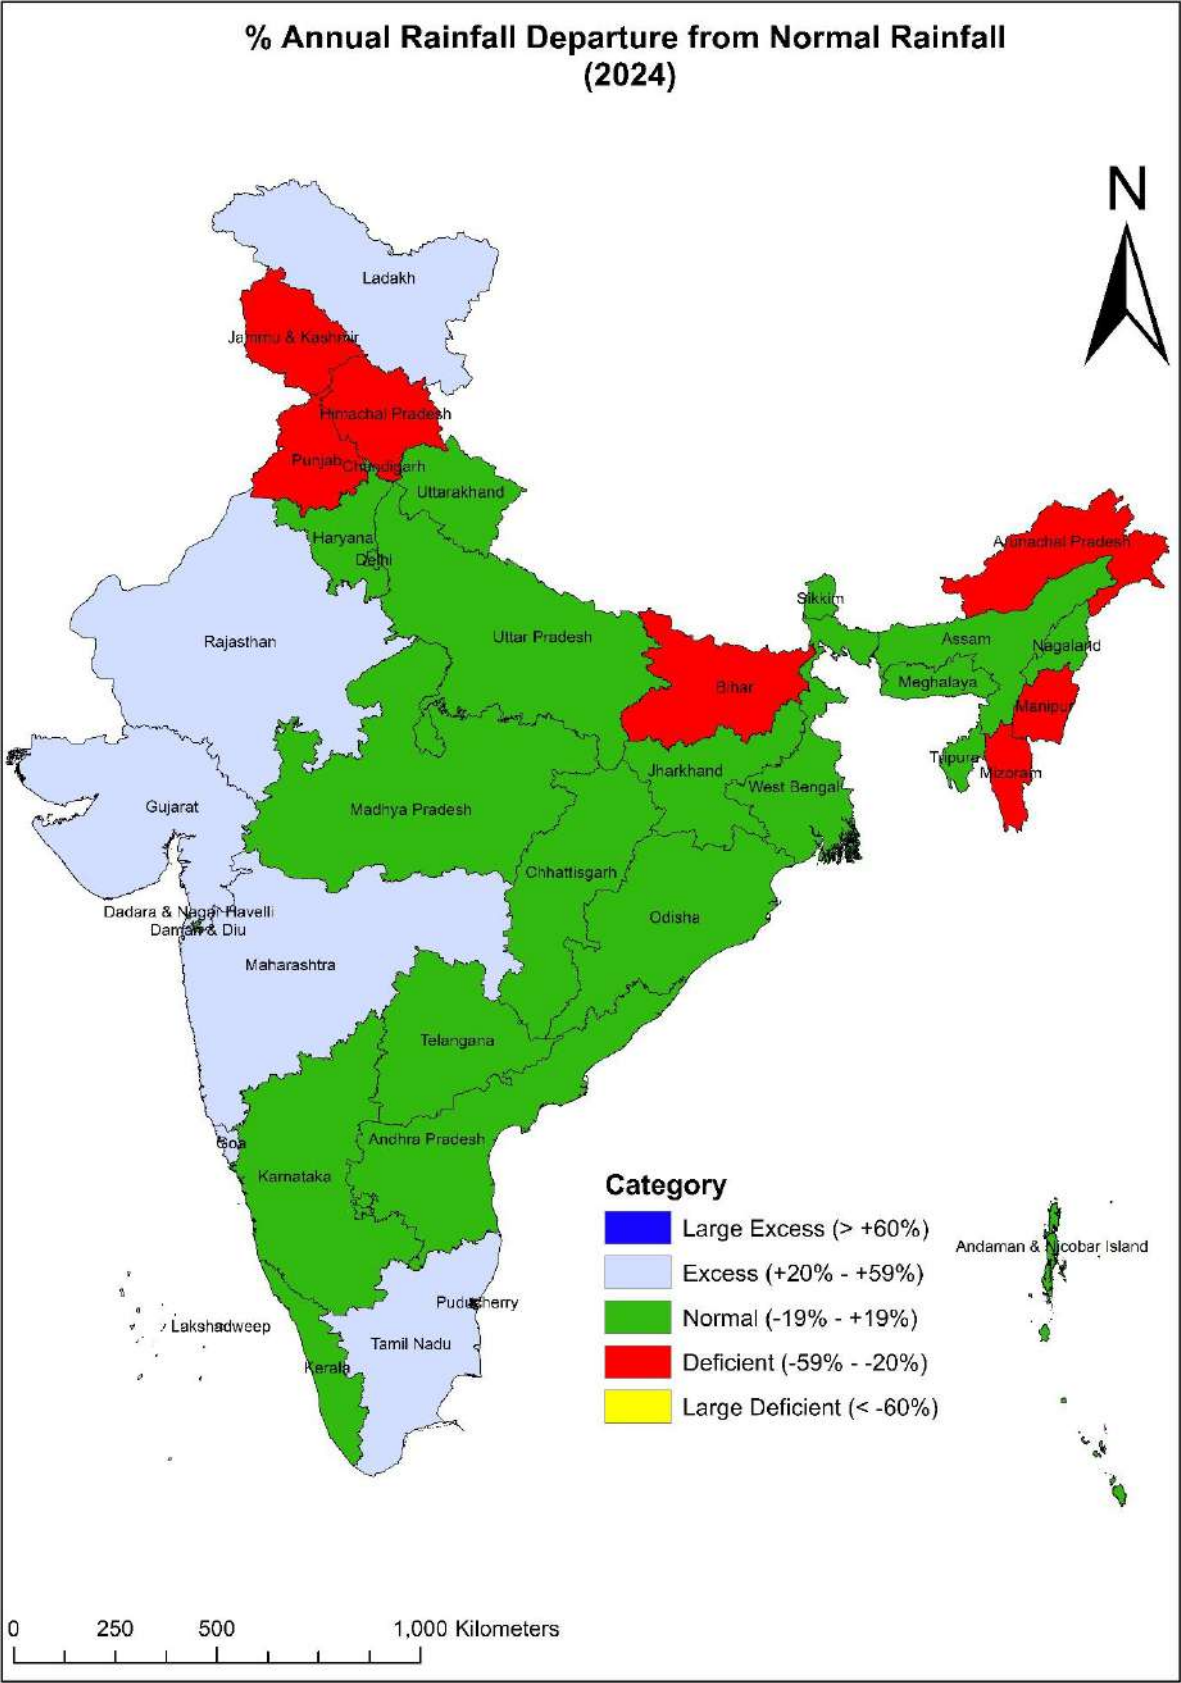 % Annual Rainfall Departure from Normal Rainfall
(2024)
N
Ladakh
Jammu & Kashmir
Himachal Pradesh
Punjab
Chandigarh
Uttarakhand
Haryana
Delhi
Arunachal Pradesh
Sikkim
Rajasthan
Uttar Pradesh
Assam
Nagaland
Meghalaya
Bihar
Manipur
Tripura
Mizoram
Jharkhand
West Bengal
Gujarat
Madhya Pradesh
Chhattisgarh
Dadara & Nagar Havelli
Daman & Diu
Odisha
Maharashtra
Telangana
Goa
Andhra Pradesh
Karnataka
Category
Large Excess (> +60%)
Excess (+20% - +59%)
Normal (-19% - +19%)
Deficient (-59% - -20%)
Large Deficient (< -60%)
Andaman & Nicobar Island
Puducherry
Lakshadweep
Tamil Nadu
Kerala
0 250 500 1,000 Kilometers